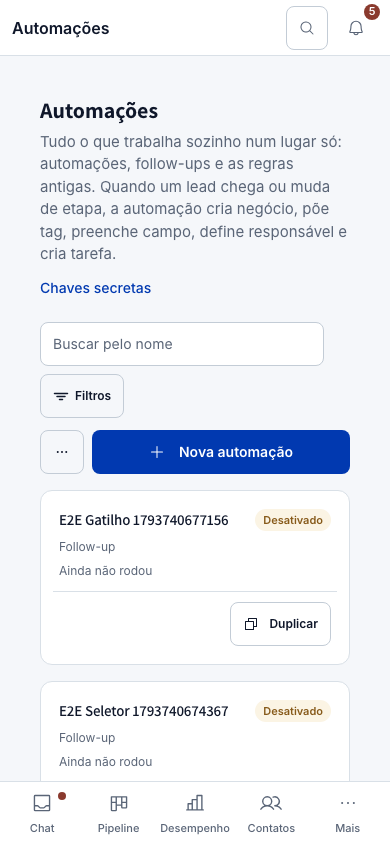 Automações
5
Automações
Tudo o que trabalha sozinho num lugar só:
automações, follow-ups e as regras
antigas. Quando um lead chega ou muda
de etapa, a automação cria negócio, põe
tag, preenche campo, define responsável e
cria tarefa.
Chaves secretas
Buscar pelo nome
Filtros
Nova automação
E2E Gatilho 1793740677156
Desativado
Follow-up
Ainda não rodou
Duplicar
E2E Seletor 1793740674367
Desativado
Follow-up
Ainda não rodou
Chat
Pipeline
Desempenho
Contatos
Mais